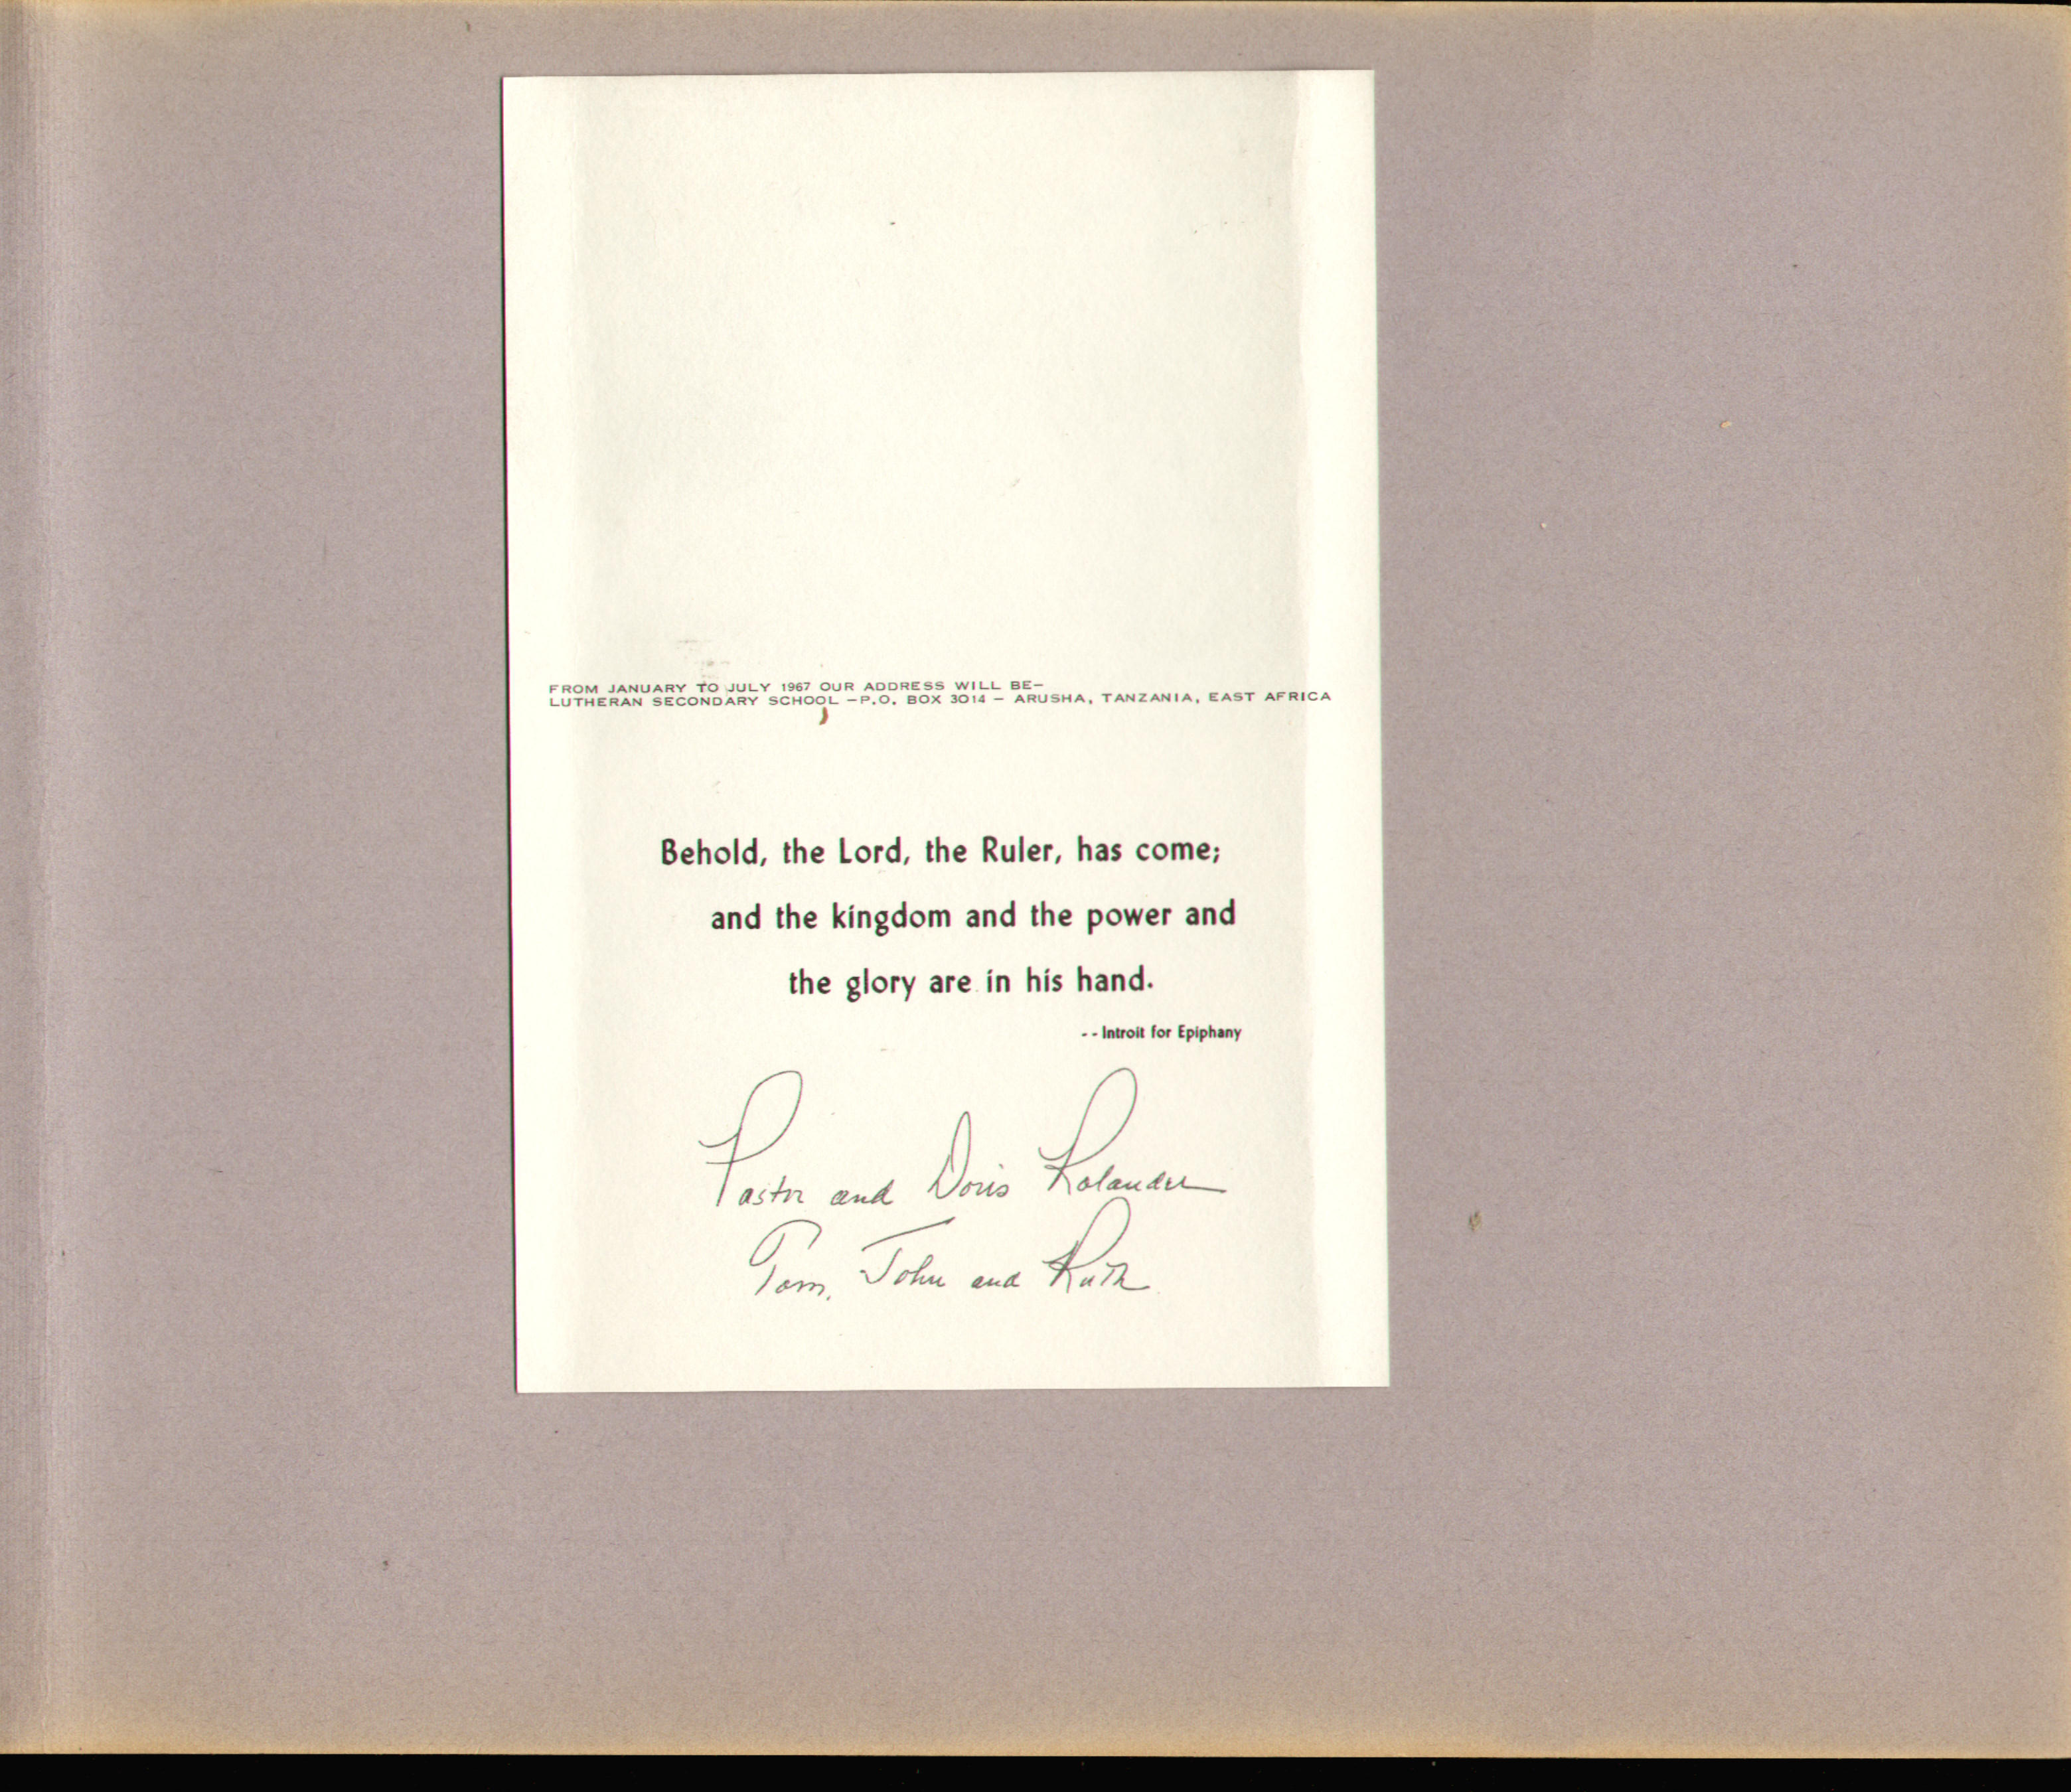 FROM JANUARY TO JULY 1967 OUR ADDRESS WILL BE—
LUTHERAN SECONDARY SCHOOL —P.O. BOX 3014 — ARUSHA, TANZANIA, EAST AFRICA
Behold, the Lord, the Ruler, has come;
and the kingdom and the power and
the glory are in his hand.
-- Introit for Epiphany
Pastor and Doris Rolander
Tom, John and Ruth